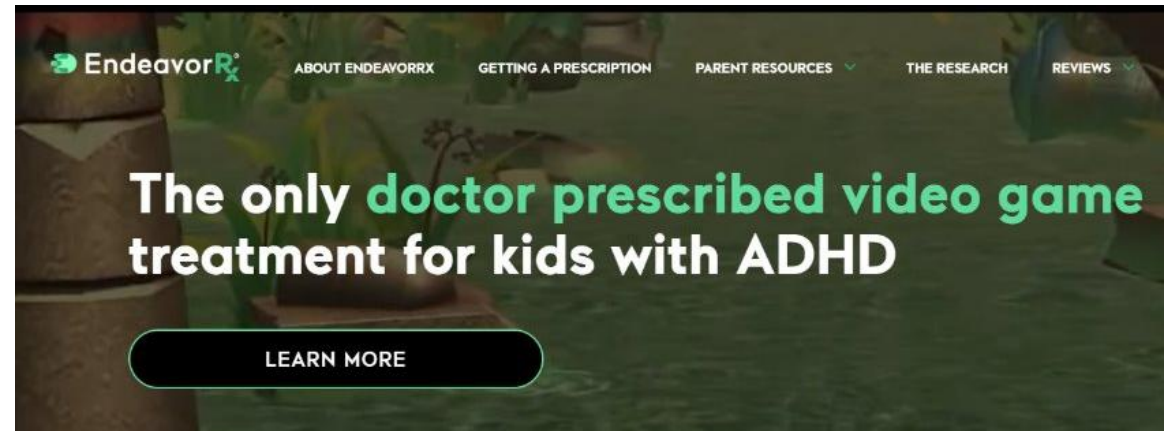 EndeavorRx
ABOUT ENDEAVORRX GETTING A PRESCRIPTION PARENT RESOURCES THE RESEARCH REVIEWS
The only doctor prescribed video game
treatment for kids with ADHD
LEARN MORE